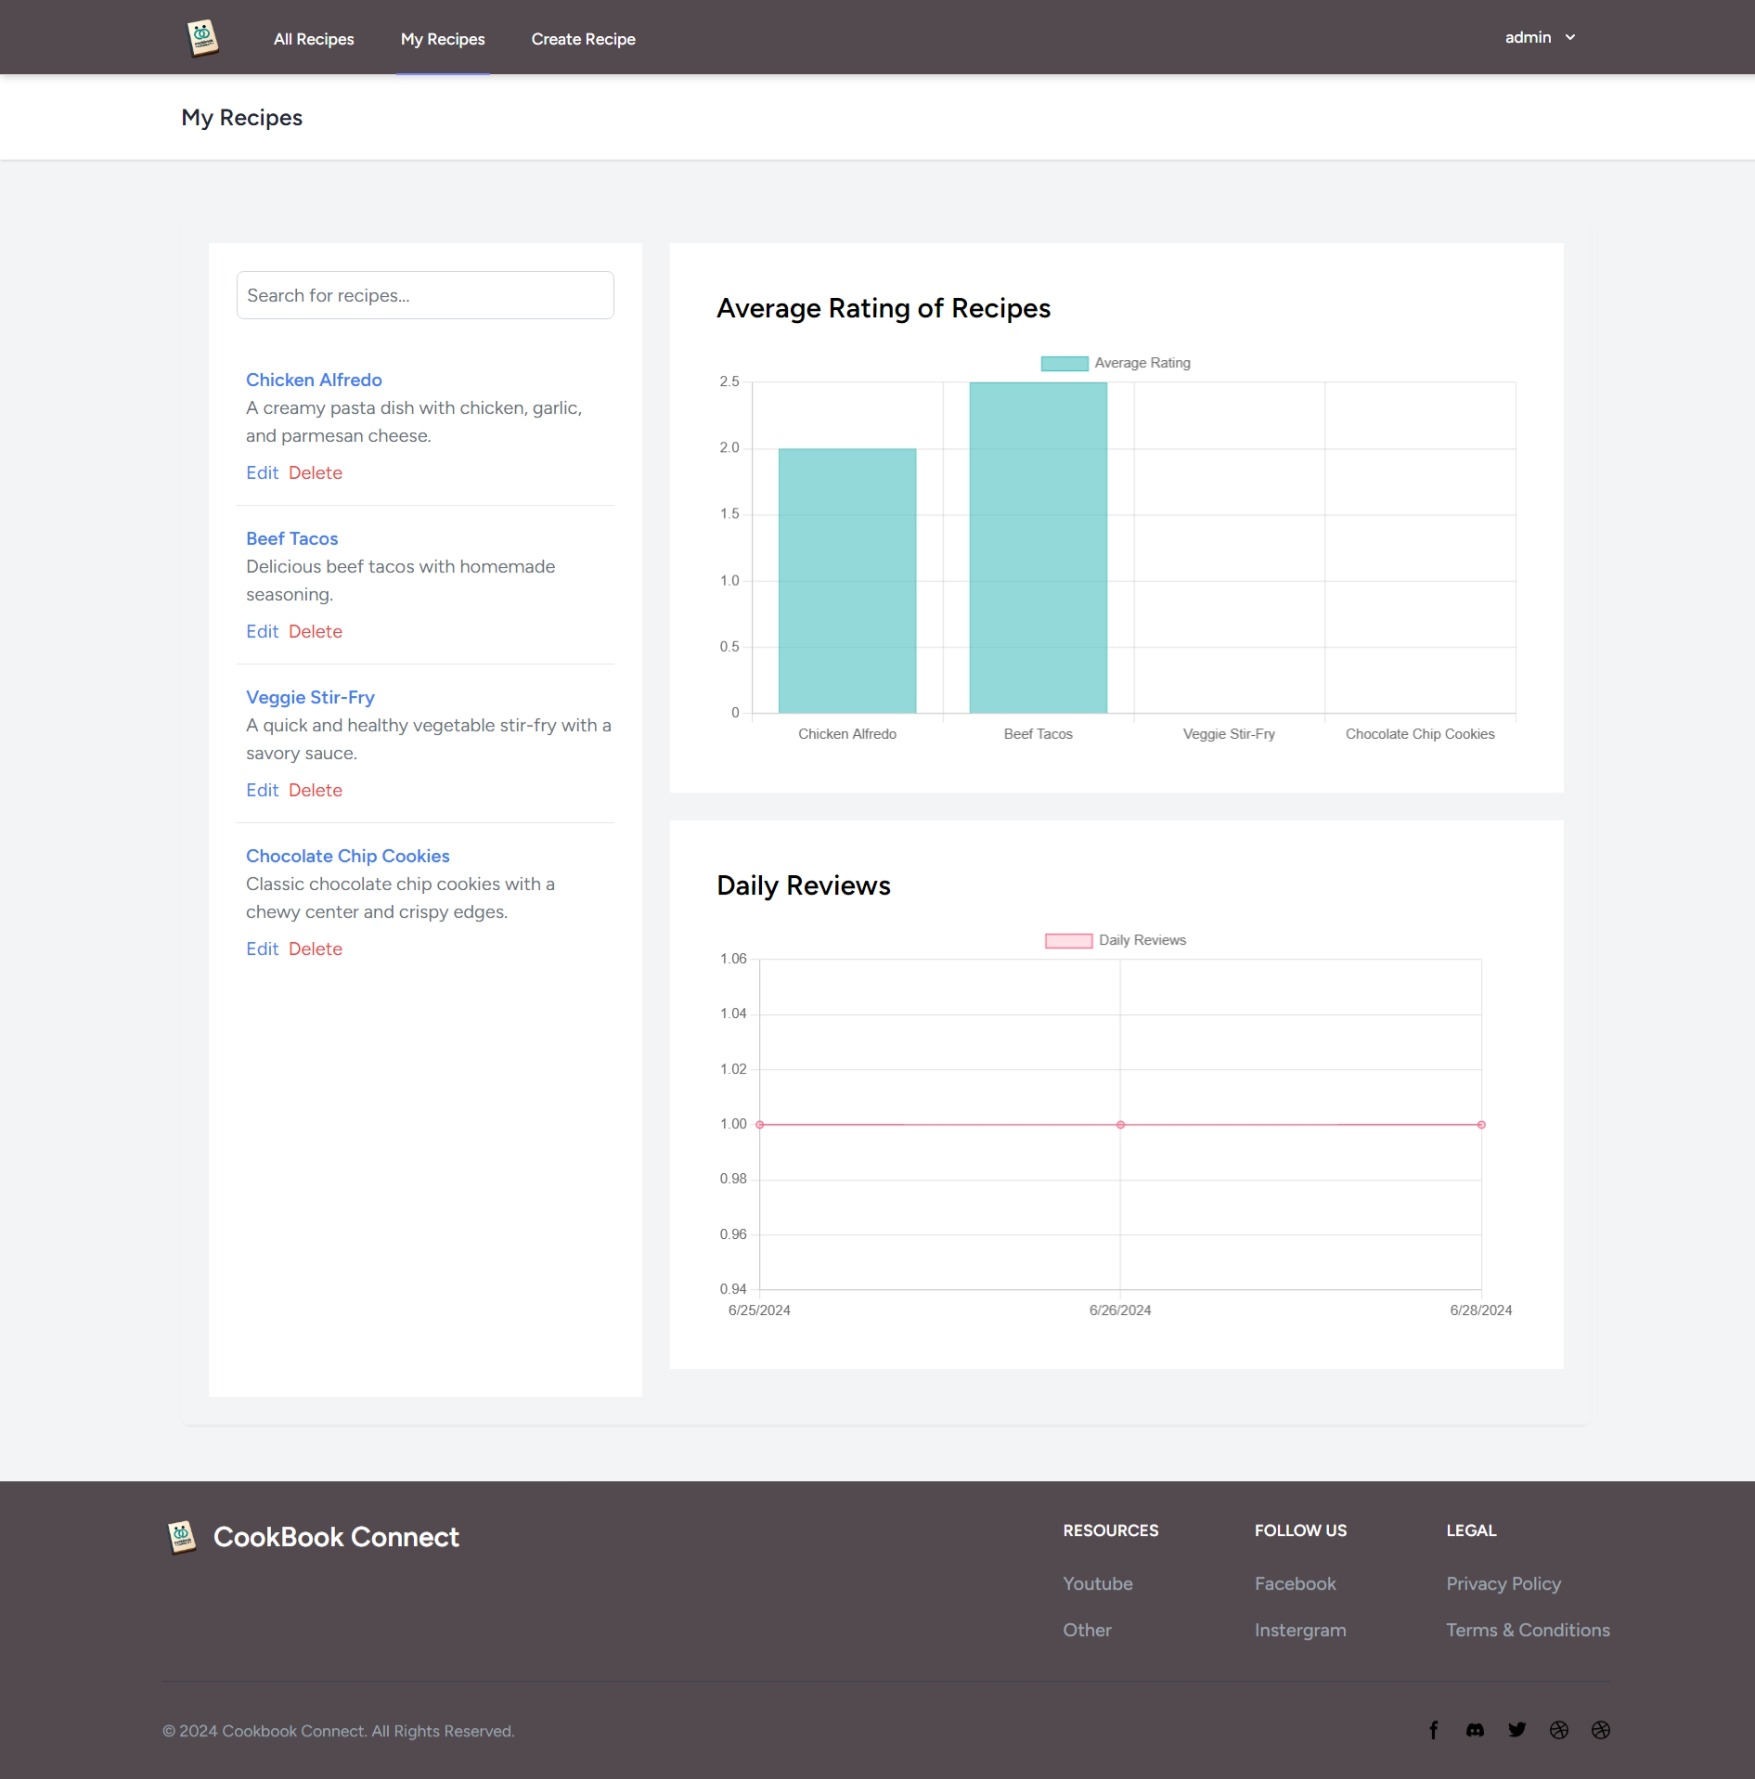 All Recipes
My Recipes
Create Recipe
admin
My Recipes
Search for recipes...
Chicken Alfredo
A creamy pasta dish with chicken, garlic,
and parmesan cheese.
Edit Delete
Beef Tacos
Delicious beef tacos with homemade
seasoning.
Edit Delete
Veggie Stir-Fry
A quick and healthy vegetable stir-fry with a
savory sauce.
Edit Delete
Chocolate Chip Cookies
Classic chocolate chip cookies with a
chewy center and crispy edges.
Edit Delete
Average Rating of Recipes
Average Rating
2.5
2.0
1.5
1.0
0.5
0
Chicken Alfredo
Beef Tacos
Veggie Stir-Fry
Chocolate Chip Cookies
Daily Reviews
Daily Reviews
1.06
1.04
1.02
1.00
0.98
0.96
0.94
6/25/2024
6/26/2024
6/28/2024
CookBook Connect
RESOURCES
Youtube
Other
FOLLOW US
Facebook
Instergram
LEGAL
Privacy Policy
Terms & Conditions
© 2024 Cookbook Connect. All Rights Reserved.